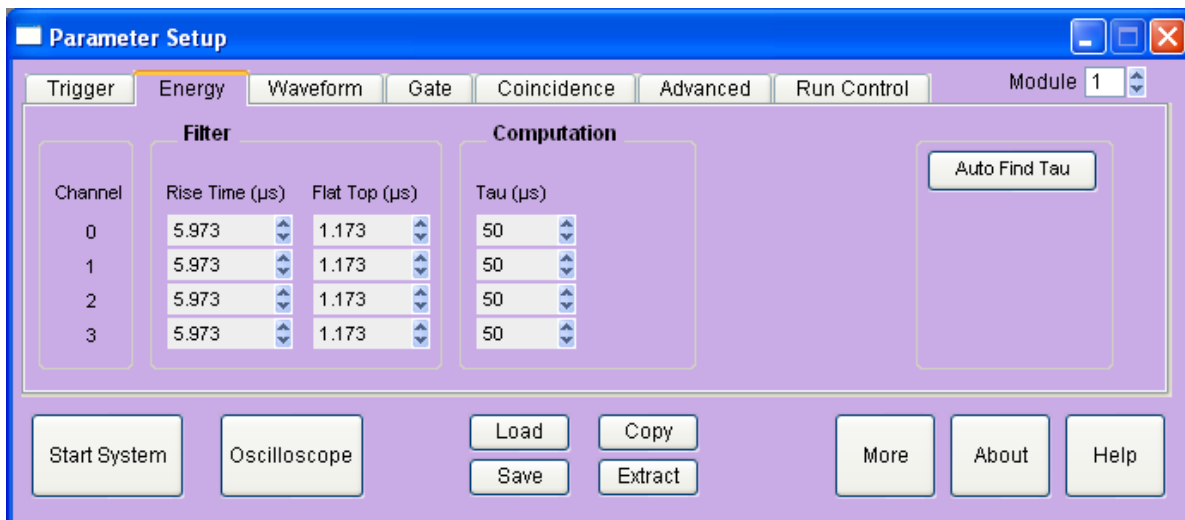 Parameter Setup
Trigger Energy Waveform Gate Coincidence Advanced Run Control Module 1
Filter Computation
Auto Find Tau
Channel Rise Time (µs) Flat Top (µs) Tau (µs)
0 5.973 1.173 50
1 5.973 1.173 50
2 5.973 1.173 50
3 5.973 1.173 50
Load Copy
Start System Oscilloscope More About Help
Save Extract